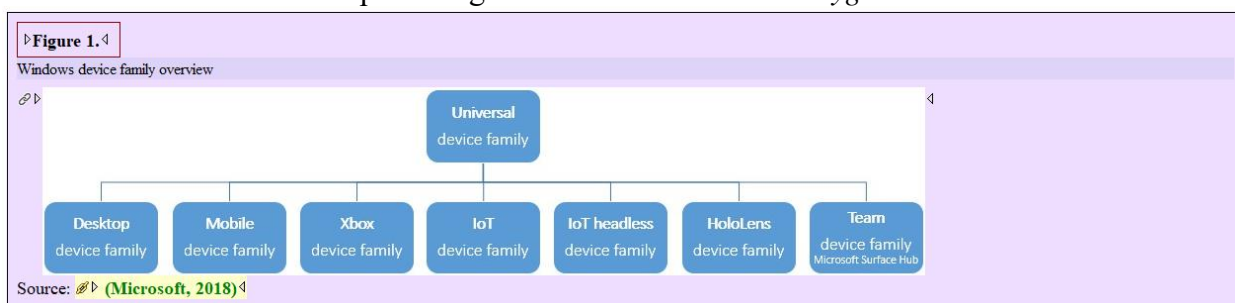 Figure 1.
Windows device family overview
Universal
device family
Desktop
device family
Mobile
device family
Xbox
device family
IoT
device family
IoT headless
device family
HoloLens
device family
Team
device family
Microsoft Surface Hub
Source: (Microsoft, 2018)